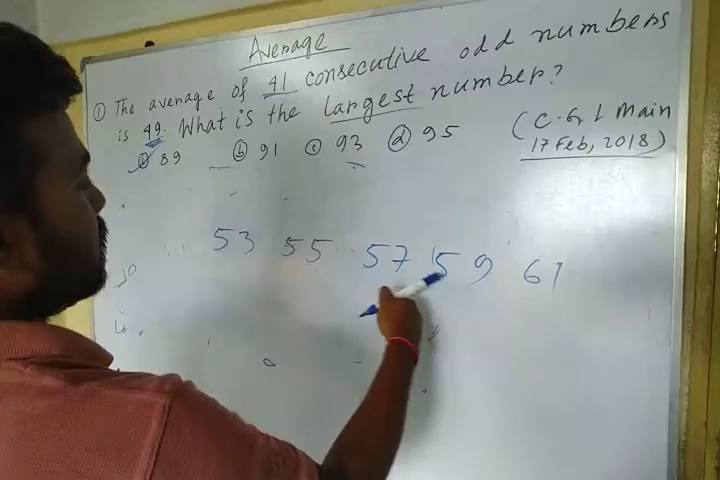 Average
① The average of 41 consecutive odd numbers
is 49. What is the largest number?
ⓐ 89 ⓑ 91 ⓒ 93 ⓓ 95
(C.G.L Main
17 Feb, 2018)
53 55 57 59 61